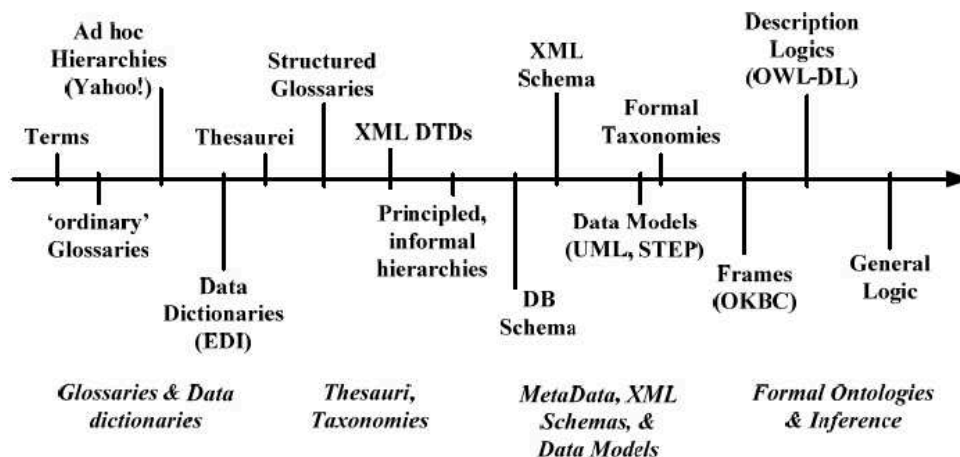 Ad hoc
Hierarchies
(Yahoo!)
Structured
Glossaries
XML
Schema
Description
Logics
(OWL-DL)
Terms
Thesaurei
XML DTDs
Formal
Taxonomies
‘ordinary’
Glossaries
Data
Dictionaries
(EDI)
Principled,
informal
hierarchies
DB
Schema
Data Models
(UML, STEP)
Frames
(OKBC)
General
Logic
Glossaries & Data
dictionaries
Thesauri,
Taxonomies
MetaData, XML
Schemas, &
Data Models
Formal Ontologies
& Inference